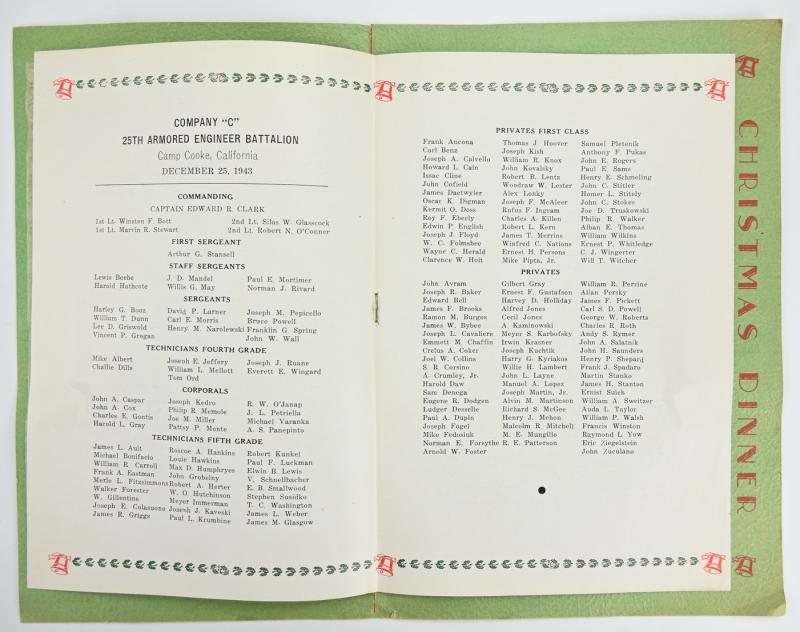 COMPANY "C"
25TH ARMORED ENGINEER BATTALION
Camp Cooke, California
DECEMBER 25, 1943
COMMANDING
CAPTAIN EDWARD R. CLARK
1st Lt. Winston F. Bott 2nd Lt. Silas W. Glasscock
1st Lt. Marvin R. Stewart 2nd Lt. Robert N. O'Conner
FIRST SERGEANT
Arthur G. Stansell
STAFF SERGEANTS
Lewis Beebe J. D. Mandel Paul E. Mortimer
Harold Hathcote Willis G. May Norman J. Rivard
SERGEANTS
Harley G. Booz David P. Larner Joseph M. Pepicello
William T. Dunn Carl E. Morris Bruce Powell
Lee D. Griswold Henry M. Narolewski Franklin G. Spring
Vincent P. Grogan John W. Wall
TECHNICIANS FOURTH GRADE
Mike Albert Joseph E. Jeffery Joseph J. Ruane
Challie Dills William L. Mellott Everett E. Wingard
Tom Ord
CORPORALS
John A. Caspar Joseph Kedro R. W. O'Janap
John A. Cox Philip R. Memole J. L. Petriella
Charles E. Gontis Joe M. Miller Michael Varanka
Harold L. Gray Pattsy P. Monte A. S. Panepinto
TECHNICIANS FIFTH GRADE
James L. Ault Roscoe A. Hankins Robert Kunkel
Michael Bonifacio Louis Hawkins Paul F. Luckman
William R. Carroll Max D. Humphryes Elwin B. Lewis
Frank A. Eastman John Grobelny V. Schnellbacher
Merle L. Fitzsimmons Robert A. Herter E. B. Smallwood
Walker Forester W. O. Hutchinson Stephen Susidko
W. Gillentine Meyer Immerman T. C. Washington
Joseph E. Colasuono Joseph J. Kaveski James L. Weber
James R. Griggs Paul L. Krumbine James M. Glasgow
PRIVATES FIRST CLASS
Frank Ancona Thomas J. Hoover Samuel Pletenik
Carl Benz Joseph Kish Anthony F. Pukas
Joseph A. Calvello William R. Knox John E. Rogers
Howard L. Cain John Kovalsky Paul E. Sams
Issac Cline Robert B. Lentz Henry E. Schmeling
John Cofield Woodraw W. Lester John C. Stitler
James Dactwyler Alex Lonky Homer L. Stitely
Oscar K. Digman Joseph F. McAleer John C. Stokes
Kermit O. Doss Rufus F. Ingram Joe D. Truskowski
Roy F. Eberly Charles A. Killen Philip R. Walker
Edwin P. English Robert L. Kern Alban E. Thomas
Joseph J. Floyd James T. Merrins William Wilkins
W. C. Folmsbee Winfred C. Nations Ernest P. Whitledge
Wayne C. Herald Ernest H. Persons C. J. Wingerter
Clarence W. Holt Mike Pipta, Jr. Will T. Witcher
PRIVATES
John Avram Gilbert Gray William R. Perrine
Joseph R. Baker Ernest F. Gustafson Allan Persky
Edward Bell Harvey D. Holliday James F. Pickett
James F. Brooks Alfred Jones Carl S. D. Powell
Ramon M. Burgos Cecil Jones George W. Roberts
James W. Bybee A. Kaminowski Charles R. Roth
Joseph L. Cavaliere Meyer S. Karbofsky Andy S. Rymer
Emmett M. Chaffin Irwin Krasner John A. Salatnik
Crelus A. Coker Joseph Kuchtik John H. Saunders
Joel W. Collins Harry G. Kyriakos Henry P. Shepard
S. R. Corsino Willie H. Lambert Frank J. Spadaro
A. Crumley, Jr. John L. Layne Martin Stanko
Harold Daw Manuel A. Lopez James H. Stanton
Sam Denega Joseph Martin, Jr. Ernst Suich
Eugene R. Dodgen Alvin M. Martinson William A. Sweitzer
Ludger Desselle Richard S. McGee Auda L. Taylor
Paul A. Dupin Henry J. Mehon William P. Walsh
Joseph Fogel Malcolm R. Mitchell Francis Winston
Mike Fedosiuk M. E. Mungillo Raymond L. Yow
Norman E. Forsythe R. E. Patterson Eric Ziegelstein
Arnold W. Foster John Zuculano
CHRISTMAS DINNER